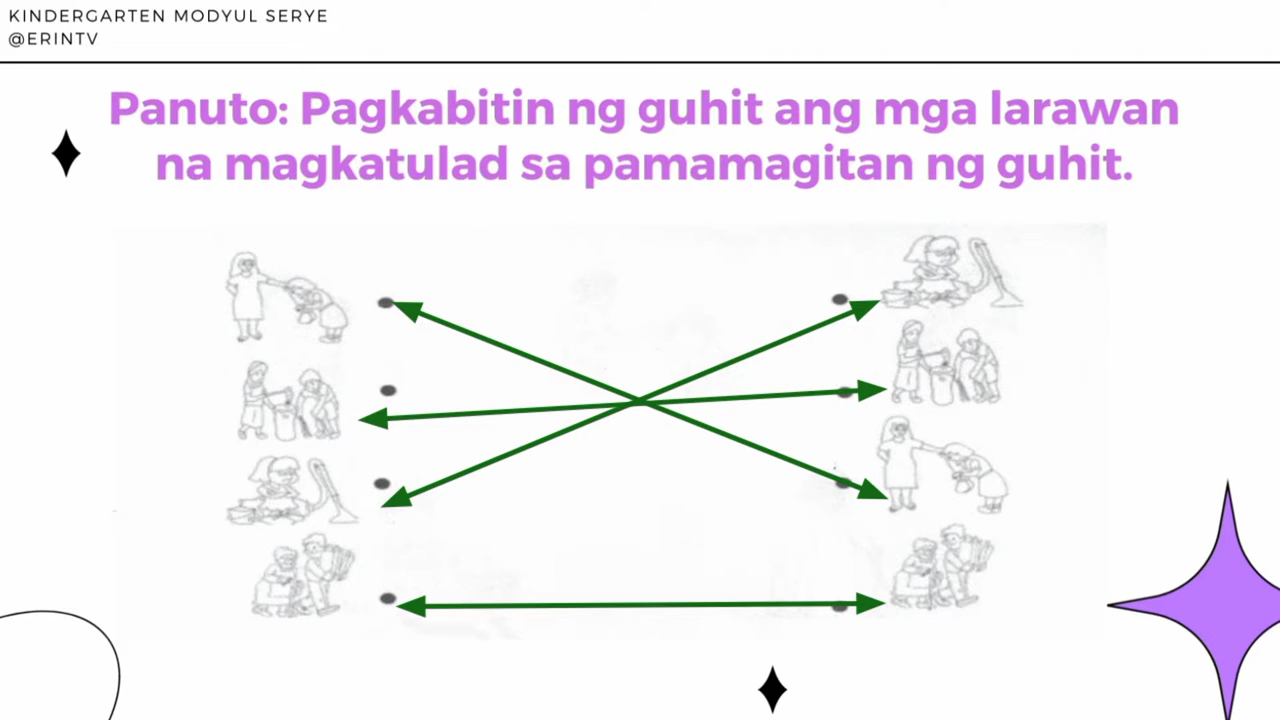 KINDERGARTEN MODYUL SERYE
@ERINTV
Panuto: Pagkabitin ng guhit ang mga larawan
na magkatulad sa pamamagitan ng guhit.